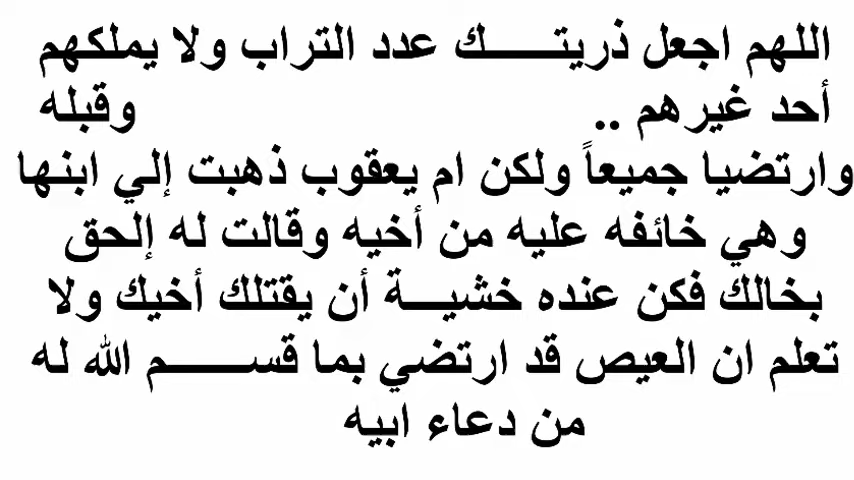 اللهم اجعل ذريتـــــــك عدد التراب ولا يملكهم
أحد غيرهم .. وقبله
وارتضيا جميعاً ولكن ام يعقوب ذهبت إلي ابنها
وهي خائفه عليه من أخيه وقالت له إلحق
بخالك فكن عنده خشيـــة أن يقتلك أخيك ولا
تعلم ان العيص قد ارتضي بما قســـــــم الله له
من دعاء ابيه